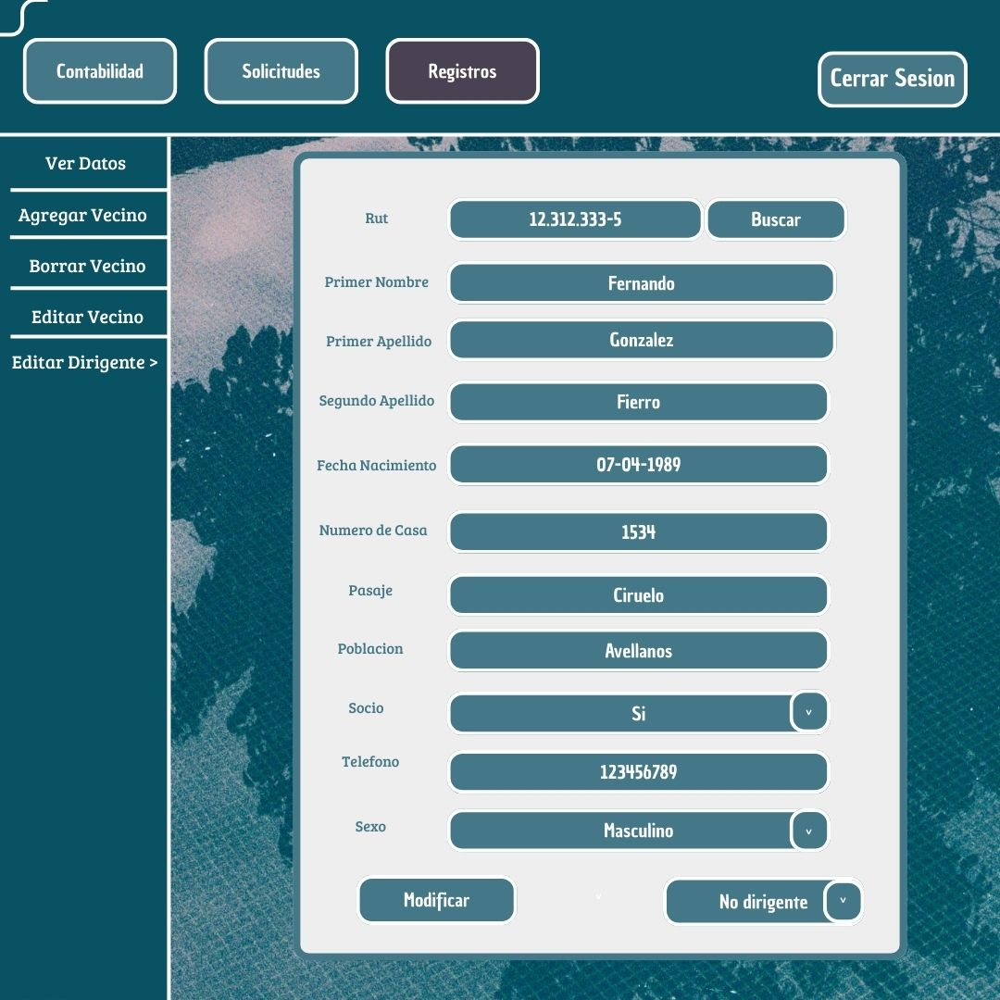 Contabilidad
Solicitudes
Registros
Cerrar Sesion
Ver Datos
Agregar Vecino
Borrar Vecino
Editar Vecino
Editar Dirigente >
Rut 12.312.333-5 Buscar
Primer Nombre Fernando
Primer Apellido Gonzalez
Segundo Apellido Fierro
Fecha Nacimiento 07-04-1989
Numero de Casa 1534
Pasaje Ciruelo
Poblacion Avellanos
Socio Si v
Telefono 123456789
Sexo Masculino v
Modificar v No dirigente v